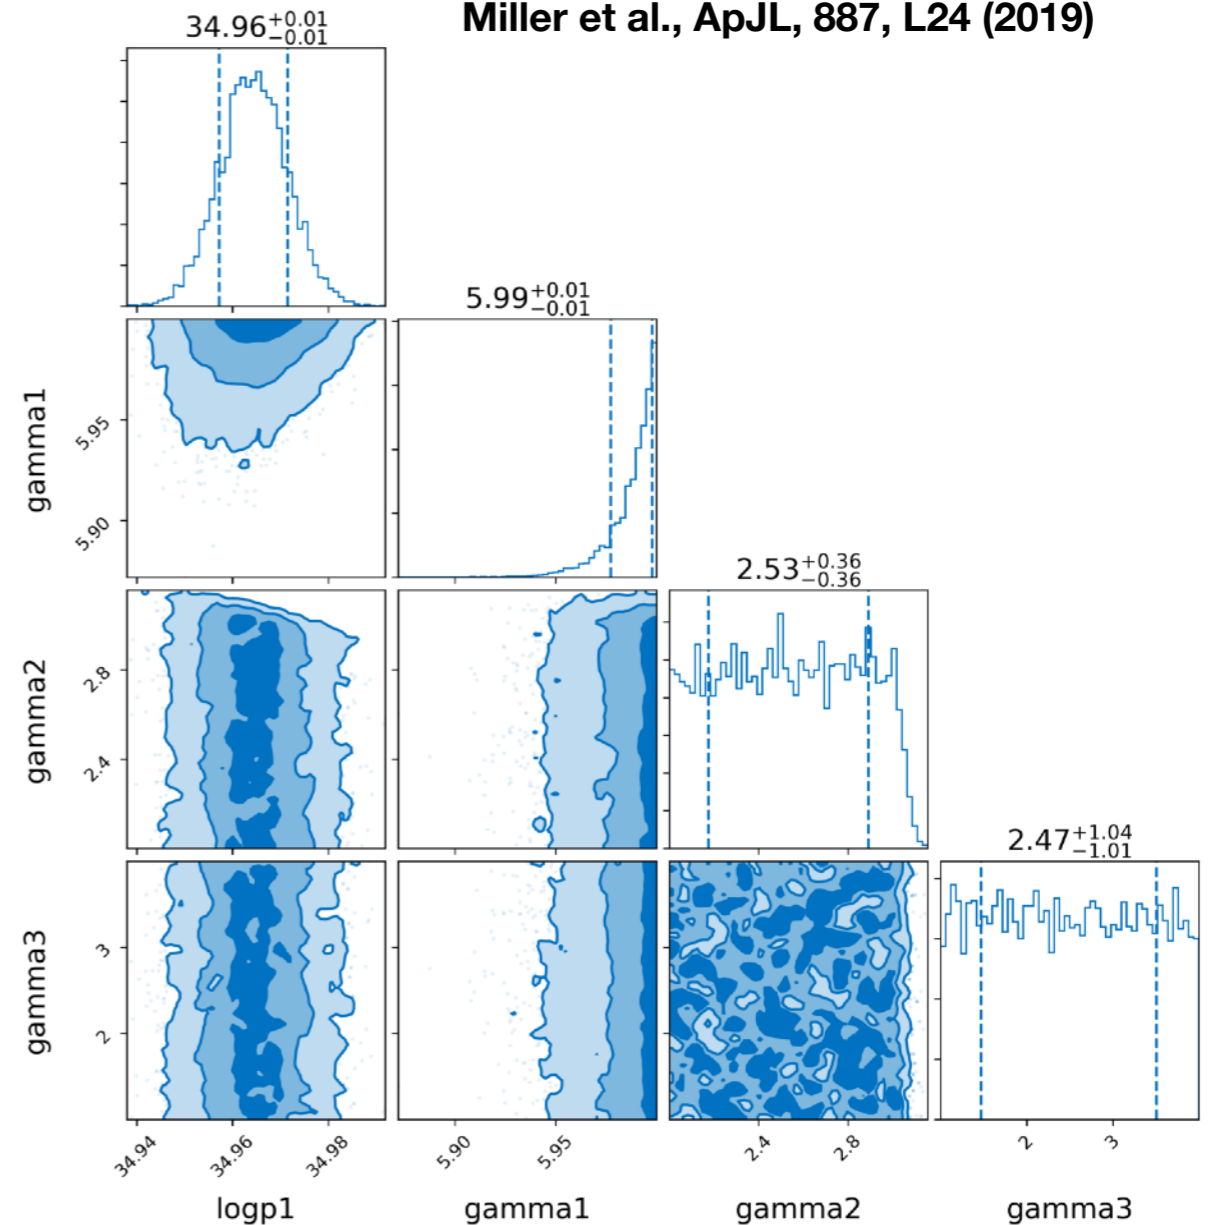 Miller et al., ApJL, 887, L24 (2019)
34.96+0.01−0.01
5.99+0.01−0.01
gamma1
5.95
5.90
2.53+0.36−0.36
gamma2
2.8
2.4
2.47+1.04−1.01
gamma3
3
2
34.94 34.96 34.98 5.90 5.95 2.4 2.8 2 3
logp1 gamma1 gamma2 gamma3